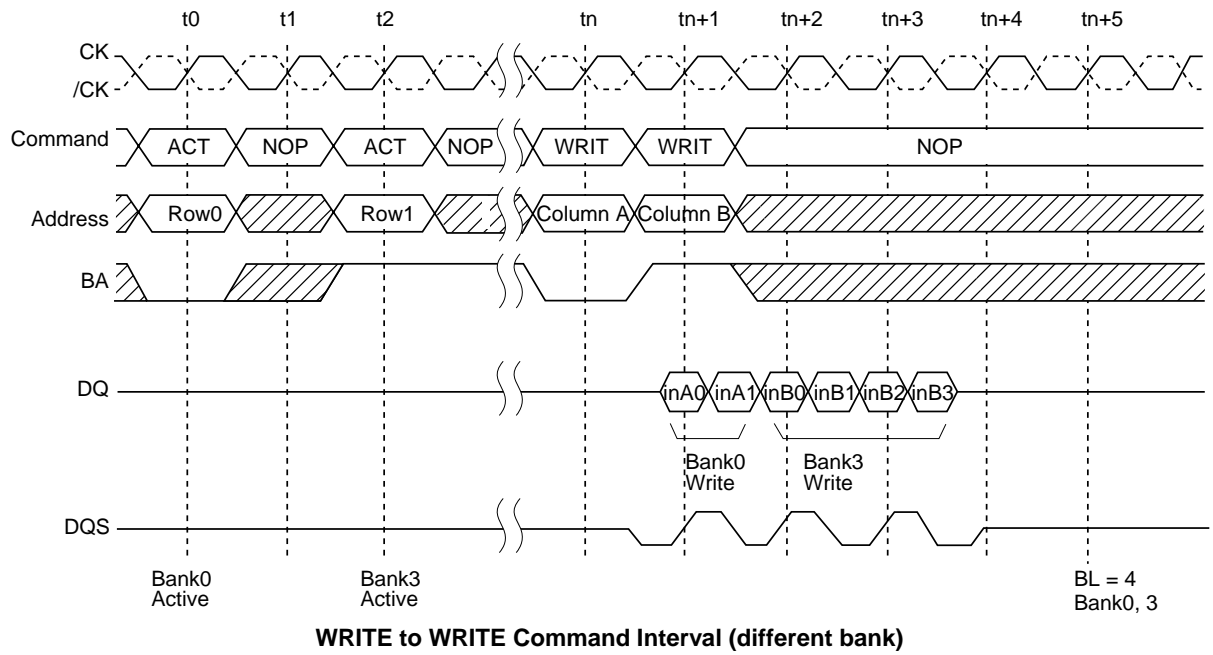 t0 t1 t2 tn tn+1 tn+2 tn+3 tn+4 tn+5
CK
/CK
Command ACT NOP ACT NOP WRIT WRIT NOP
Address Row0 Row1 Column A Column B
BA
DQ inA0 inA1 inB0 inB1 inB2 inB3
Bank0 Bank3
Write Write
DQS
Bank0 Bank3 BL = 4
Active Active Bank0, 3
WRITE to WRITE Command Interval (different bank)